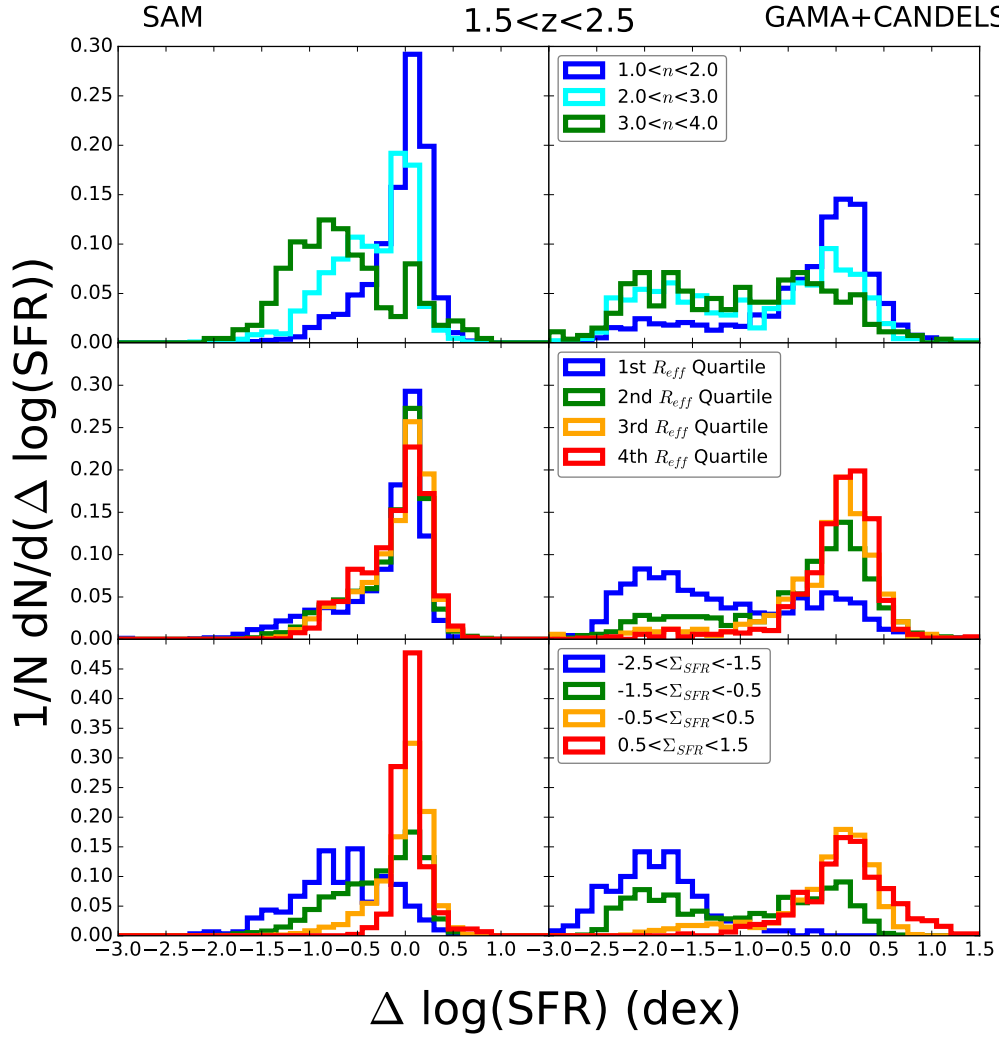 SAM 1.5<z<2.5 GAMA+CANDELS
1/N dN/d(Δ log(SFR))
0.30
0.25
0.20
0.15
0.10
0.05
0.00
1.0<n<2.0
2.0<n<3.0
3.0<n<4.0
0.30
0.25
0.20
0.15
0.10
0.05
0.00
1st R_eff Quartile
2nd R_eff Quartile
3rd R_eff Quartile
4th R_eff Quartile
0.45
0.40
0.35
0.30
0.25
0.20
0.15
0.10
0.05
0.00
-2.5<Σ_SFR<-1.5
-1.5<Σ_SFR<-0.5
-0.5<Σ_SFR<0.5
0.5<Σ_SFR<1.5
−3.0 −2.5 −2.0 −1.5 −1.0 −0.5 0.0 0.5 1.0 −3.0 −2.5 −2.0 −1.5 −1.0 −0.5 0.0 0.5 1.0 1.5
Δ log(SFR) (dex)